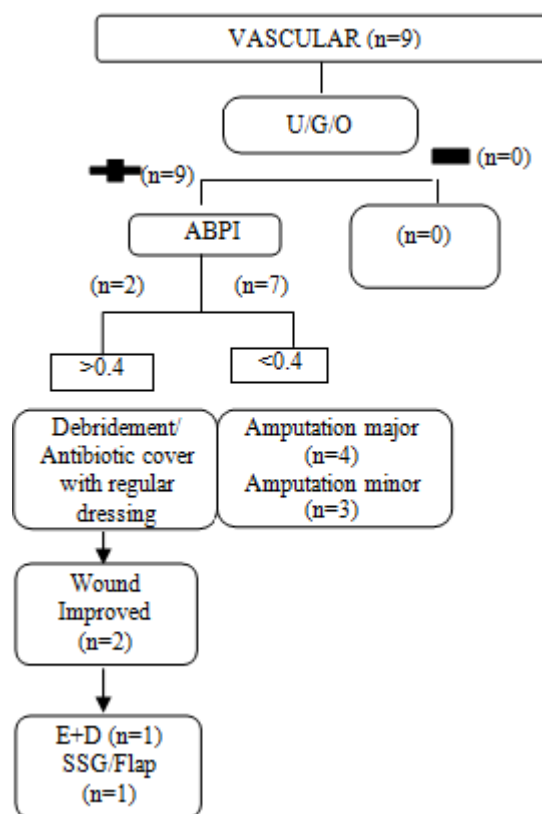 VASCULAR (n=9)
U/G/O
(n=9)
(n=0)
ABPI
(n=0)
(n=2)
(n=7)
>0.4
<0.4
Debridement/
Antibiotic cover
with regular
dressing
Amputation major
(n=4)
Amputation minor
(n=3)
Wound
Improved
(n=2)
E+D (n=1)
SSG/Flap
(n=1)